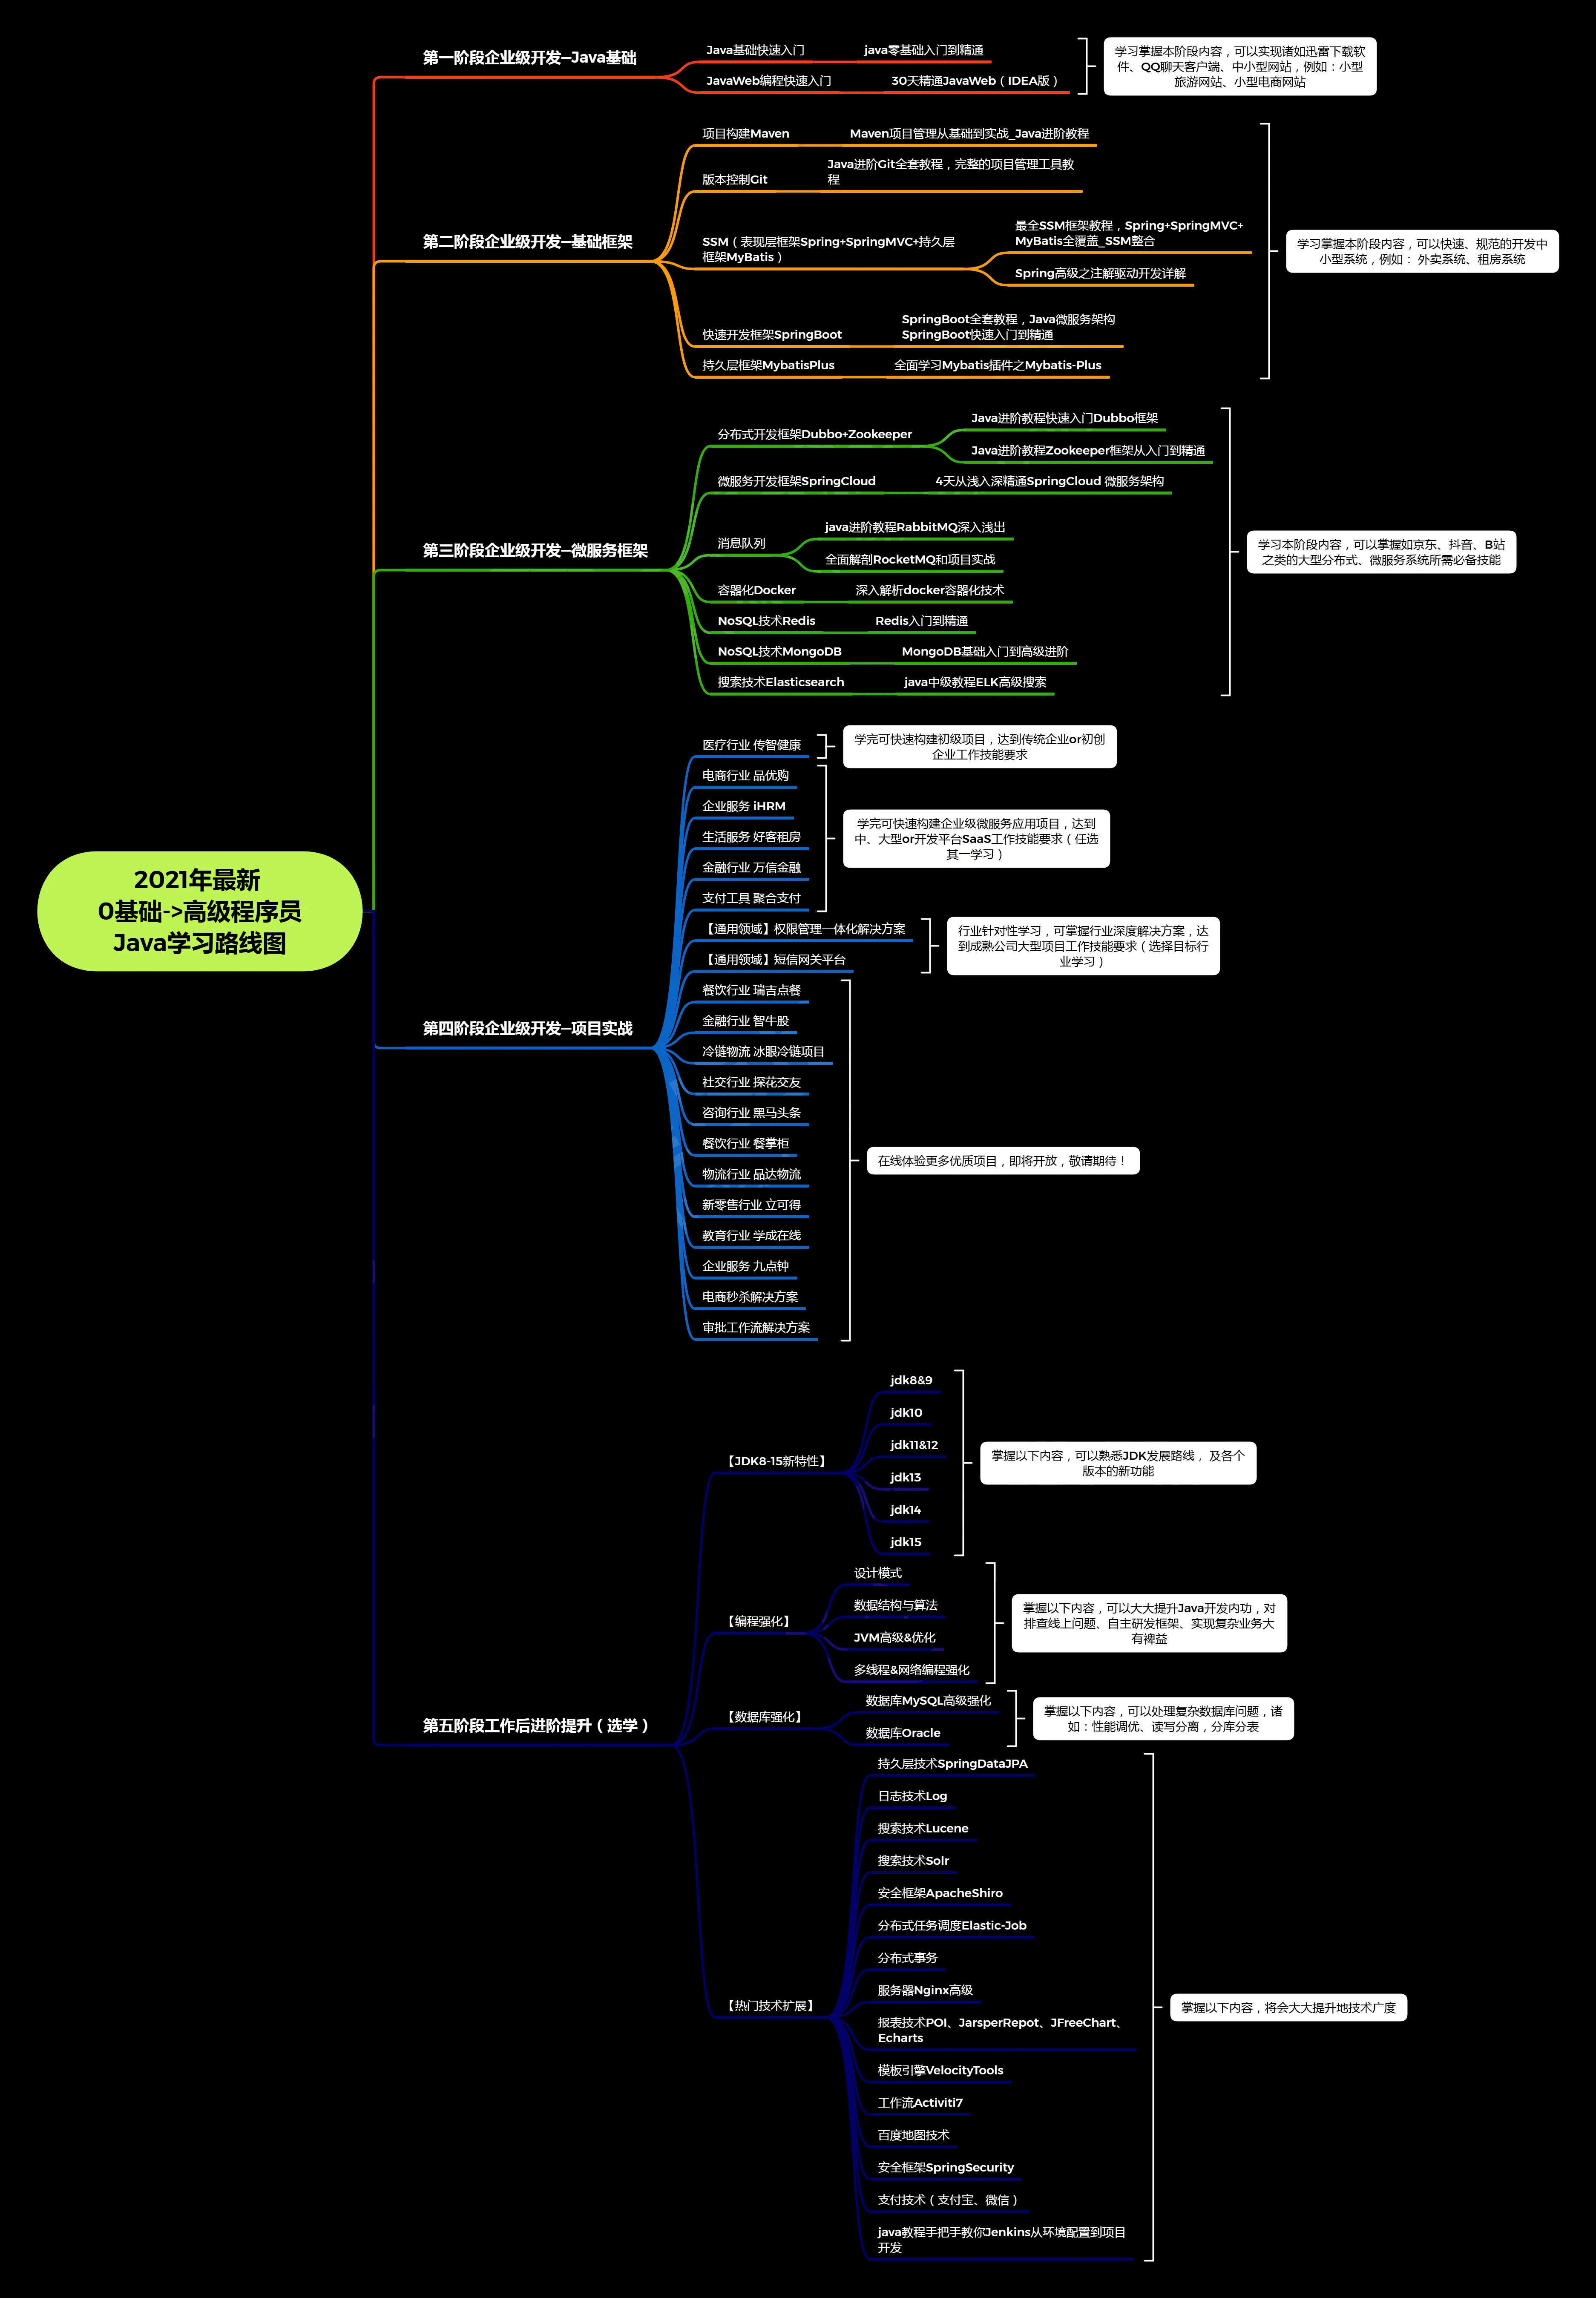 第一阶段企业级开发—Java基础
Java基础快速入门
java零基础入门到精通
JavaWeb编程快速入门
30天精通JavaWeb（IDEA版）
学习掌握本阶段内容，可以实现诸如迅雷下载软
件、QQ聊天客户端、中小型网站，例如：小型
旅游网站、小型电商网站
第二阶段企业级开发—基础框架
项目构建Maven
Maven项目管理从基础到实战_Java进阶教程
版本控制Git
Java进阶Git全套教程，完整的项目管理工具教
程
SSM（表现层框架Spring+SpringMVC+持久层
框架MyBatis）
最全SSM框架教程，Spring+SpringMVC+
MyBatis全覆盖_SSM整合
Spring高级之注解驱动开发详解
快速开发框架SpringBoot
SpringBoot全套教程，Java微服务架构
SpringBoot快速入门到精通
持久层框架MybatisPlus
全面学习Mybatis插件之Mybatis-Plus
学习掌握本阶段内容，可以快速、规范的开发中
小型系统，例如： 外卖系统、租房系统
第三阶段企业级开发—微服务框架
分布式开发框架Dubbo+Zookeeper
Java进阶教程快速入门Dubbo框架
Java进阶教程Zookeeper框架从入门到精通
微服务开发框架SpringCloud
4天从浅入深精通SpringCloud 微服务架构
消息队列
java进阶教程RabbitMQ深入浅出
全面解剖RocketMQ和项目实战
容器化Docker
深入解析docker容器化技术
NoSQL技术Redis
Redis入门到精通
NoSQL技术MongoDB
MongoDB基础入门到高级进阶
搜索技术Elasticsearch
java中级教程ELK高级搜索
学习本阶段内容，可以掌握如京东、抖音、B站
之类的大型分布式、微服务系统所需必备技能
2021年最新
0基础->高级程序员
Java学习路线图
第四阶段企业级开发—项目实战
医疗行业 传智健康
学完可快速构建初级项目，达到传统企业or初创
企业工作技能要求
电商行业 品优购
企业服务 iHRM
生活服务 好客租房
金融行业 万信金融
支付工具 聚合支付
学完可快速构建企业级微服务应用项目，达到
中、大型or开发平台SaaS工作技能要求（任选
其一学习）
【通用领域】权限管理一体化解决方案
【通用领域】短信网关平台
行业针对性学习，可掌握行业深度解决方案，达
到成熟公司大型项目工作技能要求（选择目标行
业学习）
餐饮行业 瑞吉点餐
金融行业 智牛股
冷链物流 冰眼冷链项目
社交行业 探花交友
咨询行业 黑马头条
餐饮行业 餐掌柜
物流行业 品达物流
新零售行业 立可得
教育行业 学成在线
企业服务 九点钟
电商秒杀解决方案
审批工作流解决方案
在线体验更多优质项目，即将开放，敬请期待！
第五阶段工作后进阶提升（选学）
【JDK8-15新特性】
jdk8&9
jdk10
jdk11&12
jdk13
jdk14
jdk15
掌握以下内容，可以熟悉JDK发展路线， 及各个
版本的新功能
【编程强化】
设计模式
数据结构与算法
JVM高级&优化
多线程&网络编程强化
掌握以下内容，可以大大提升Java开发内功，对
排查线上问题、自主研发框架、实现复杂业务大
有裨益
【数据库强化】
数据库MySQL高级强化
数据库Oracle
掌握以下内容，可以处理复杂数据库问题，诸
如：性能调优、读写分离，分库分表
【热门技术扩展】
持久层技术SpringDataJPA
日志技术Log
搜索技术Lucene
搜索技术Solr
安全框架ApacheShiro
分布式任务调度Elastic-Job
分布式事务
服务器Nginx高级
报表技术POI、JarsperRepot、JFreeChart、
Echarts
模板引擎VelocityTools
工作流Activiti7
百度地图技术
安全框架SpringSecurity
支付技术（支付宝、微信）
java教程手把手教你Jenkins从环境配置到项目
开发
掌握以下内容，将会大大提升地技术广度